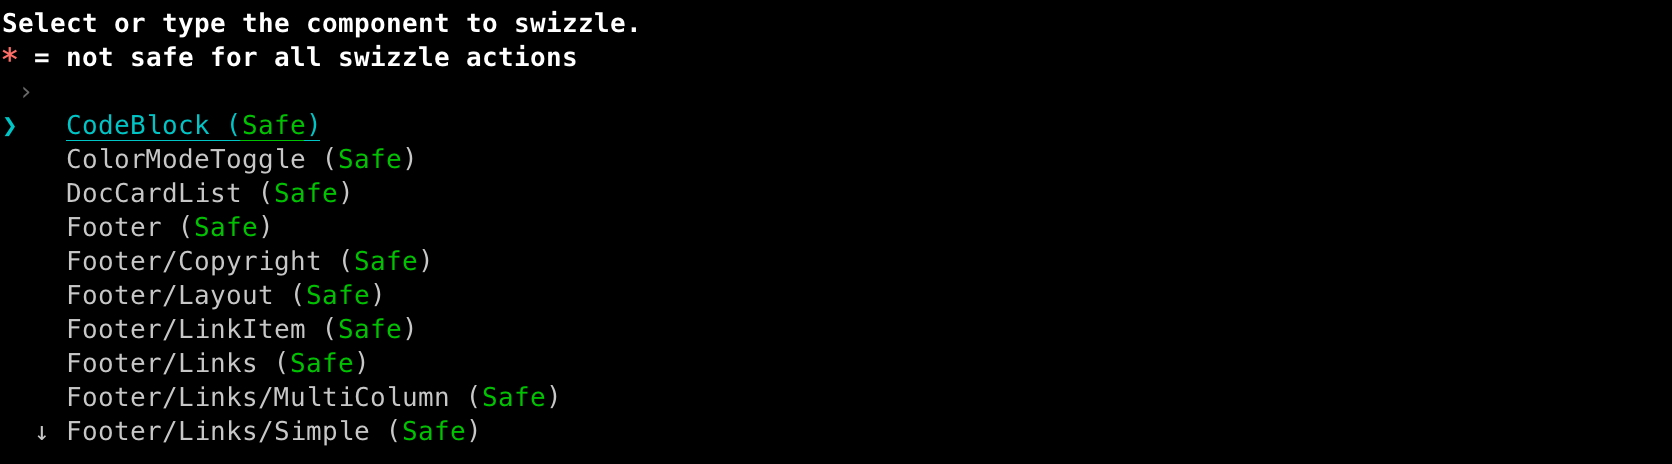 Select or type the component to swizzle.
* = not safe for all swizzle actions
›
❯   CodeBlock (Safe)
    ColorModeToggle (Safe)
    DocCardList (Safe)
    Footer (Safe)
    Footer/Copyright (Safe)
    Footer/Layout (Safe)
    Footer/LinkItem (Safe)
    Footer/Links (Safe)
    Footer/Links/MultiColumn (Safe)
  ↓ Footer/Links/Simple (Safe)